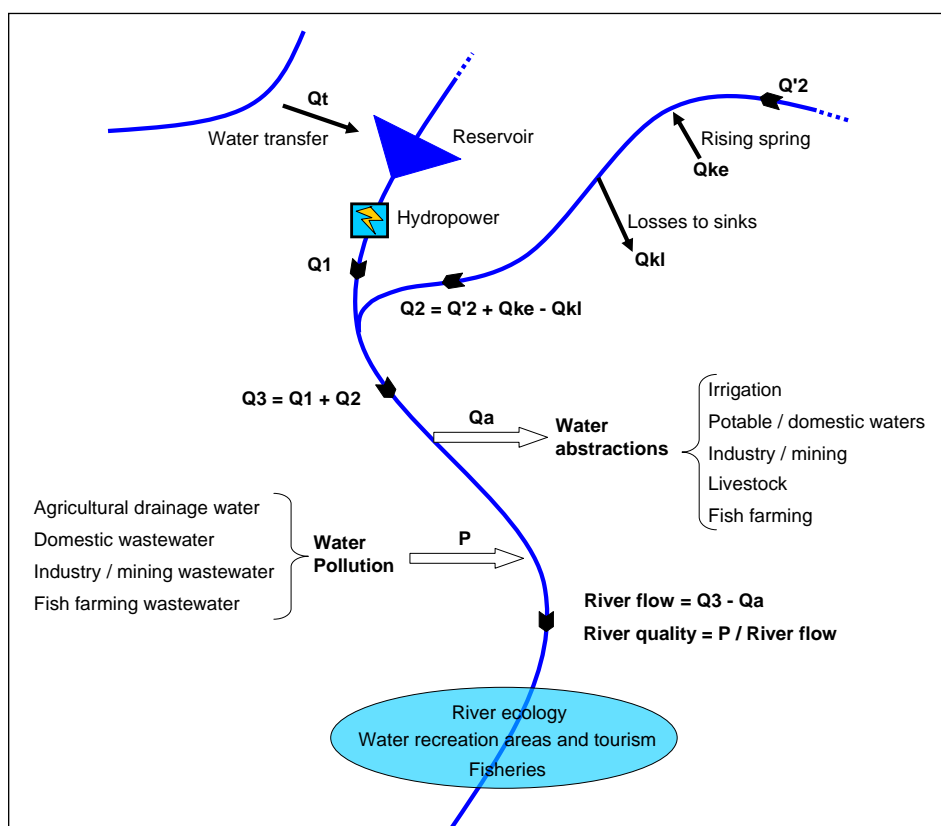 Qt
Water transfer
Reservoir
Q'2
Rising spring
Qke
Hydropower
Losses to sinks
Qkl
Q1
Q2 = Q'2 + Qke - Qkl
Q3 = Q1 + Q2
Qa
Water
abstractions
Irrigation
Potable / domestic waters
Industry / mining
Livestock
Fish farming
Agricultural drainage water
Domestic wastewater
Industry / mining wastewater
Fish farming wastewater
Water
Pollution
P
River flow = Q3 - Qa
River quality = P / River flow
River ecology
Water recreation areas and tourism
Fisheries